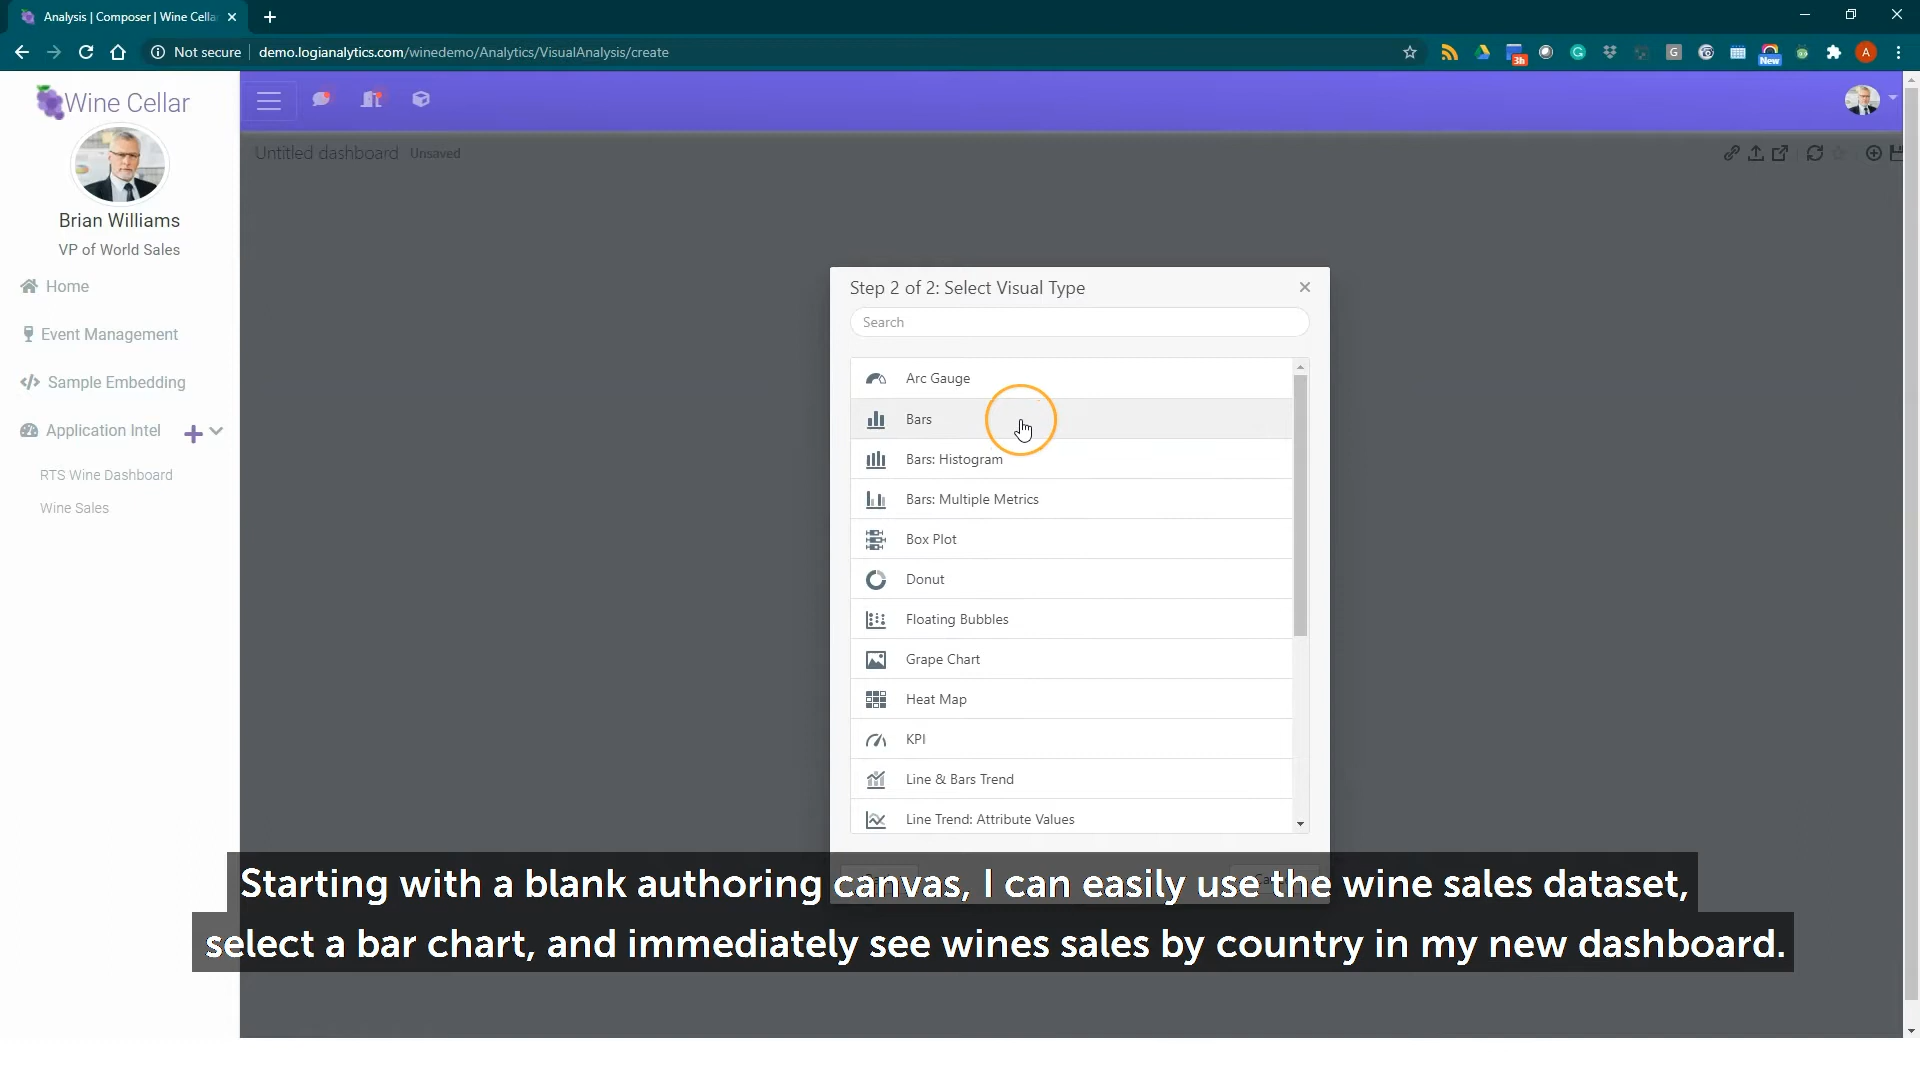 Analysis | Composer | Wine Cella
Not secure
demo.logianalytics.com/winedemo/Analytics/VisualAnalysis/create
3h
G
New
A
Wine Cellar
Untitled dashboard Unsaved
Brian Williams
VP of World Sales
Home
Event Management
Sample Embedding
Application Intel
RTS Wine Dashboard
Wine Sales
Step 2 of 2: Select Visual Type
Search
Arc Gauge
Bars
Bars: Histogram
Bars: Multiple Metrics
Box Plot
Donut
Floating Bubbles
Grape Chart
Heat Map
KPI
Line & Bars Trend
Line Trend: Attribute Values
Starting with a blank authoring canvas, I can easily use the wine sales dataset,
select a bar chart, and immediately see wines sales by country in my new dashboard.